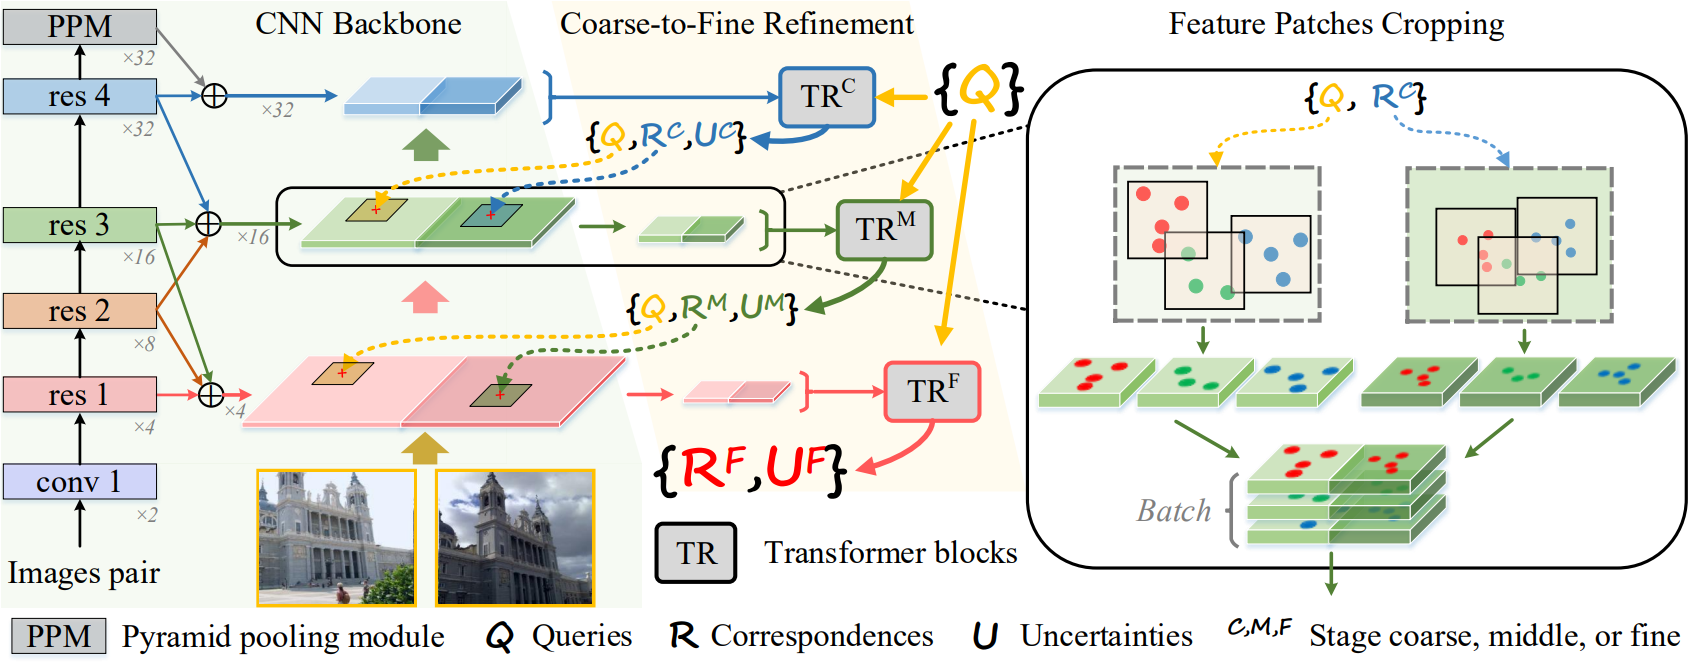 CNN Backbone
Coarse-to-Fine Refinement
Feature Patches Cropping
PPM
×32
res 4
×32
×32
res 3
×16
×16
res 2
×8
res 1
×4
×4
conv 1
×2
Images pair
TR^C
{Q}
{Q,R^C,U^C}
TR^M
{Q,R^M,U^M}
TR^F
{R^F,U^F}
TR
Transformer blocks
{Q, R^C}
Batch
PPM Pyramid pooling module Q Queries R Correspondences U Uncertainties C,M,F Stage coarse, middle, or fine